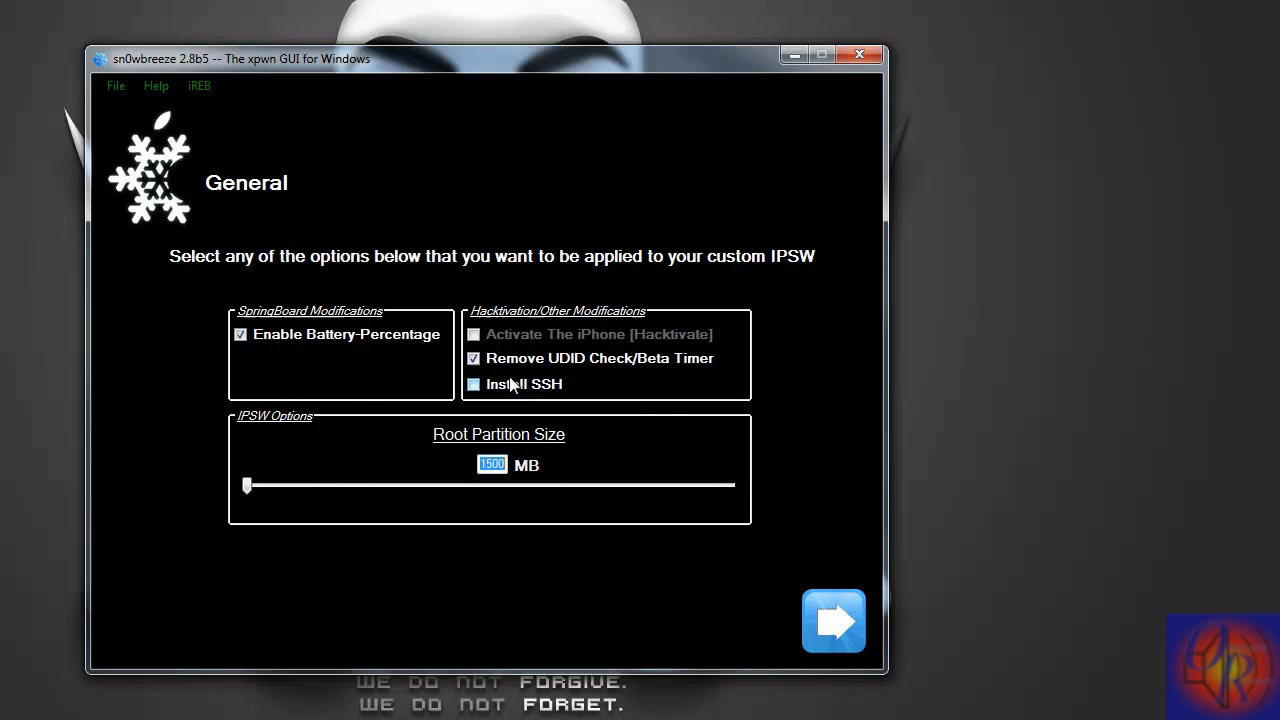 sn0wbreeze 2.8b5 -- The xpwn GUI for Windows
File Help iREB
General
Select any of the options below that you want to be applied to your custom IPSW
SpringBoard Modifications
Enable Battery-Percentage
Hacktivation/Other Modifications
Activate The iPhone [Hacktivate]
Remove UDID Check/Beta Timer
Install SSH
IPSW Options
Root Partition Size
1500 MB
WE DO NOT FORGIVE.
WE DO NOT FORGET.